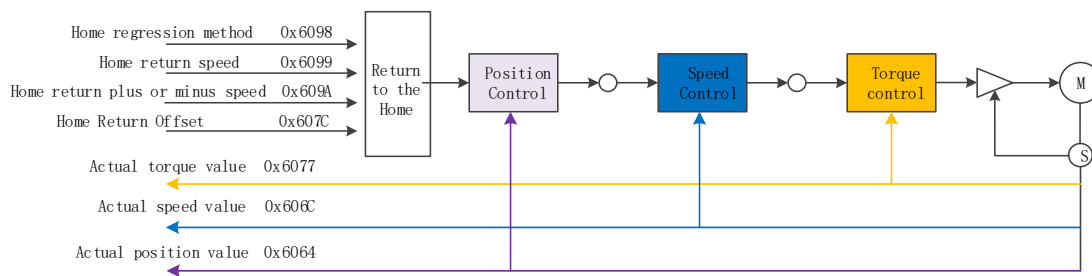 Home regression method 0x6098
Home return speed 0x6099
Home return plus or minus speed 0x609A
Home Return Offset 0x607C
Return
to the
Home
Position
Control
Speed
Control
Torque
control
M
S
Actual torque value 0x6077
Actual speed value 0x606C
Actual position value 0x6064